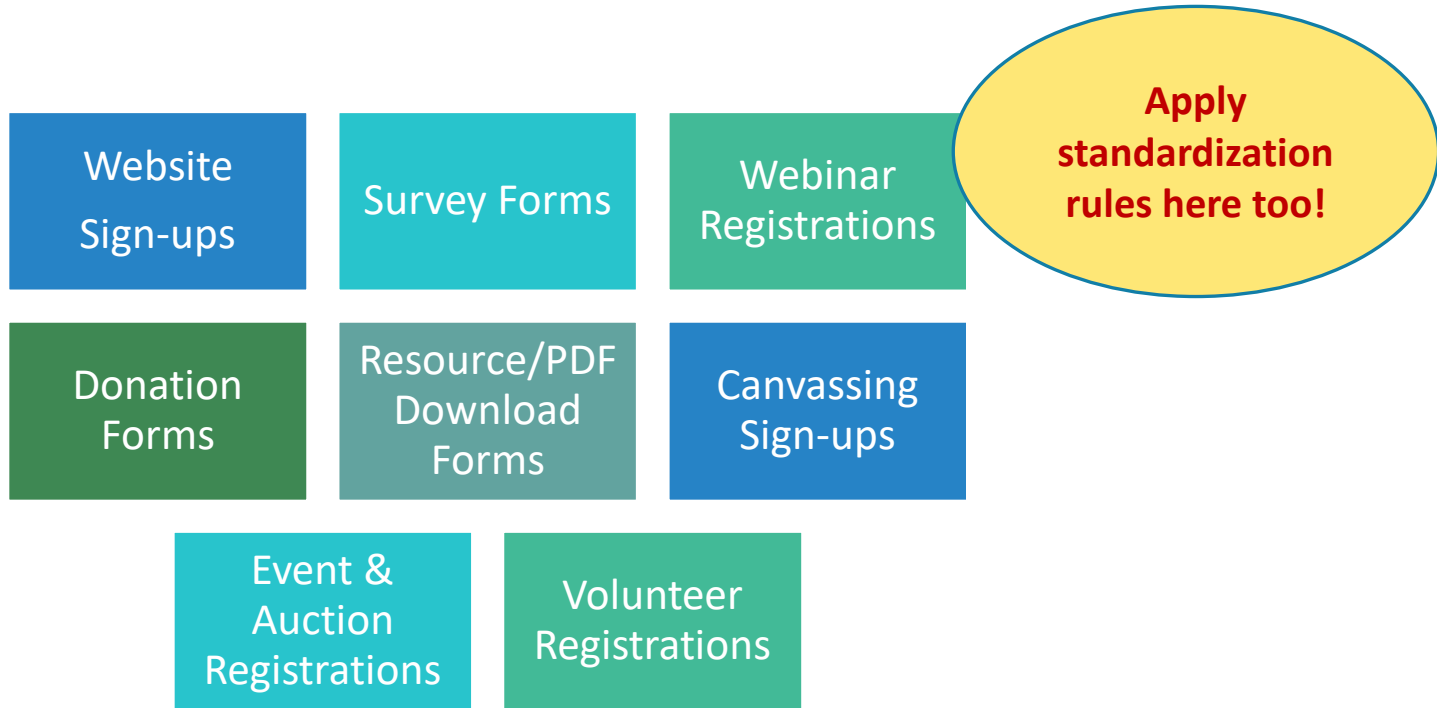 Website
Sign-ups
Survey Forms
Webinar
Registrations
Apply
standardization
rules here too!
Donation
Forms
Resource/PDF
Download
Forms
Canvassing
Sign-ups
Event &
Auction
Registrations
Volunteer
Registrations